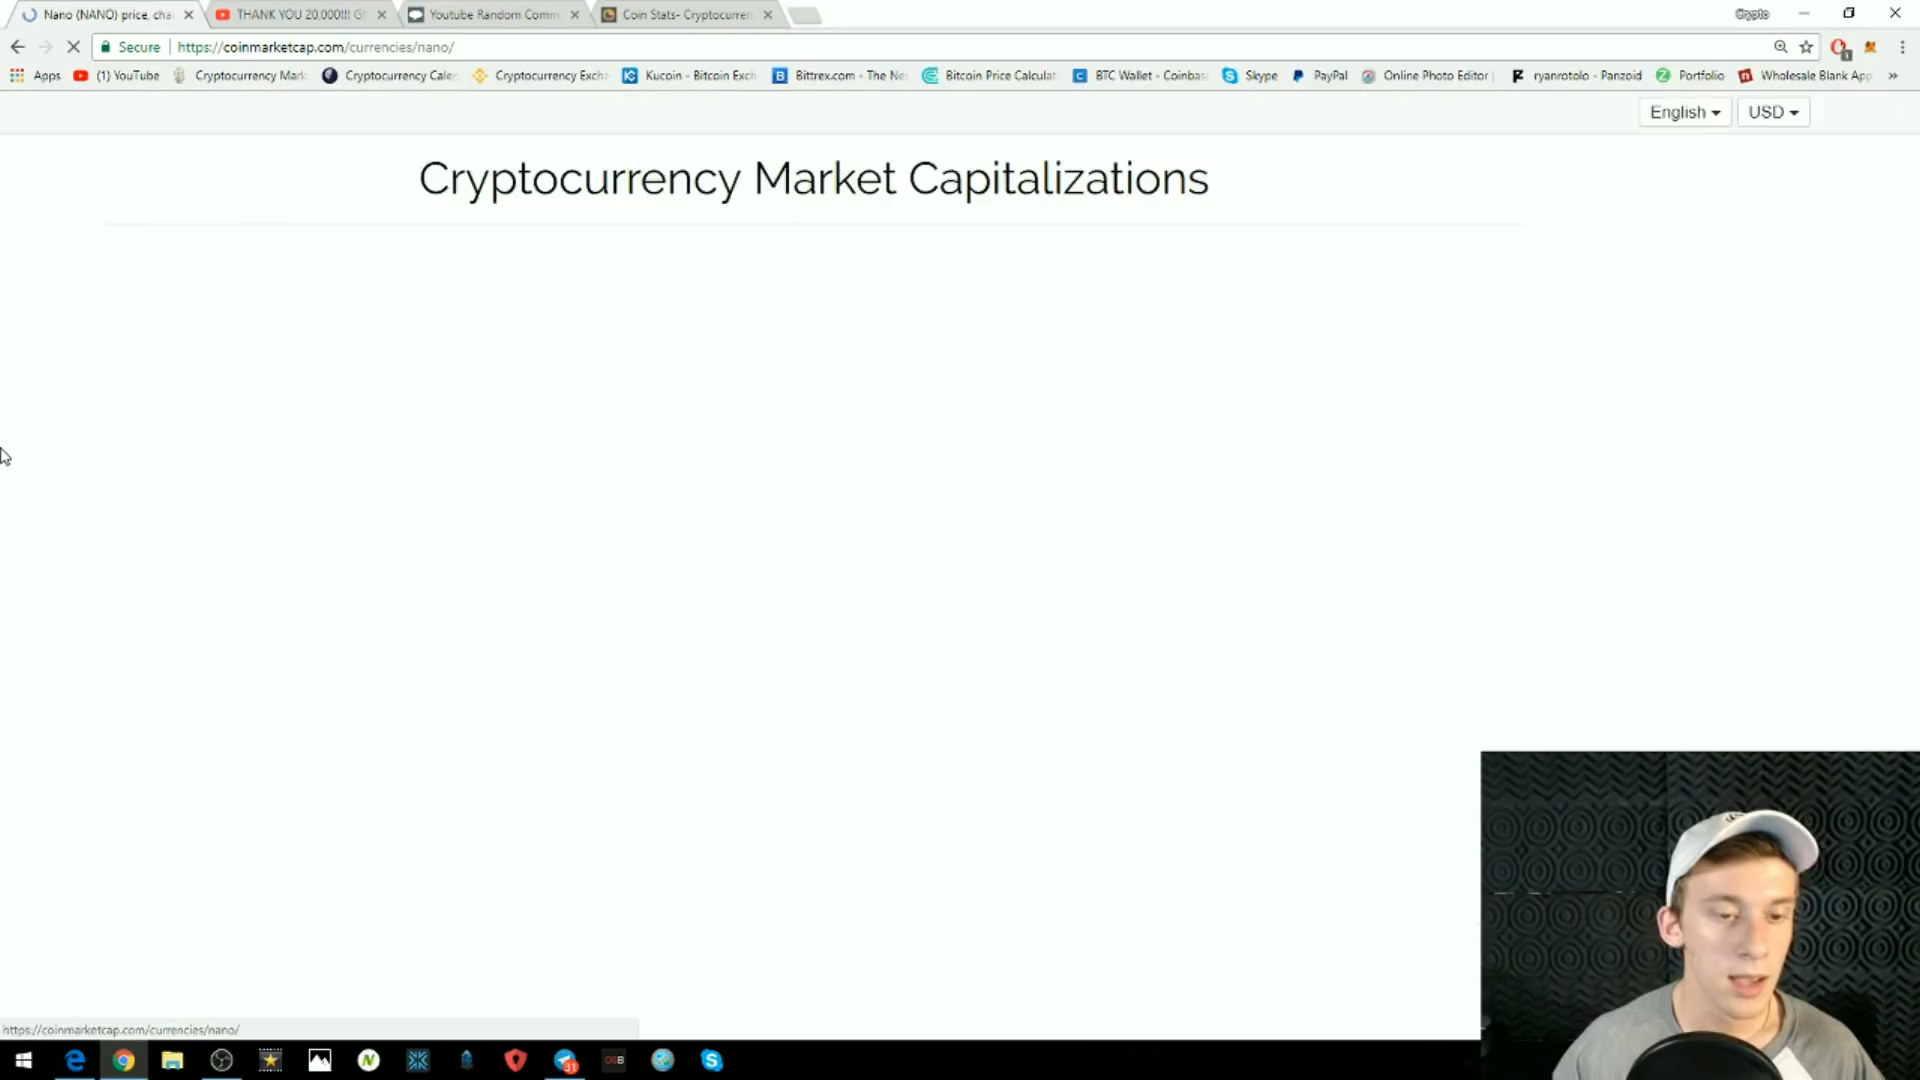 Nano (NANO) price, cha
THANK YOU 20,000!!! G
Youtube Random Comm
Coin Stats- Cryptocurren
Crypto
Secure
https://coinmarketcap.com/currencies/nano/
1
Apps
(1) YouTube
Cryptocurrency Mark
Cryptocurrency Cale
Cryptocurrency Exch
Kucoin - Bitcoin Exch
Bittrex.com - The Ne
Bitcoin Price Calculat
BTC Wallet - Coinbas
Skype
PayPal
Online Photo Editor |
ryanrotolo - Panzoid
Portfolio
Wholesale Blank App
»
English
USD
Cryptocurrency Market Capitalizations
https://coinmarketcap.com/currencies/nano/